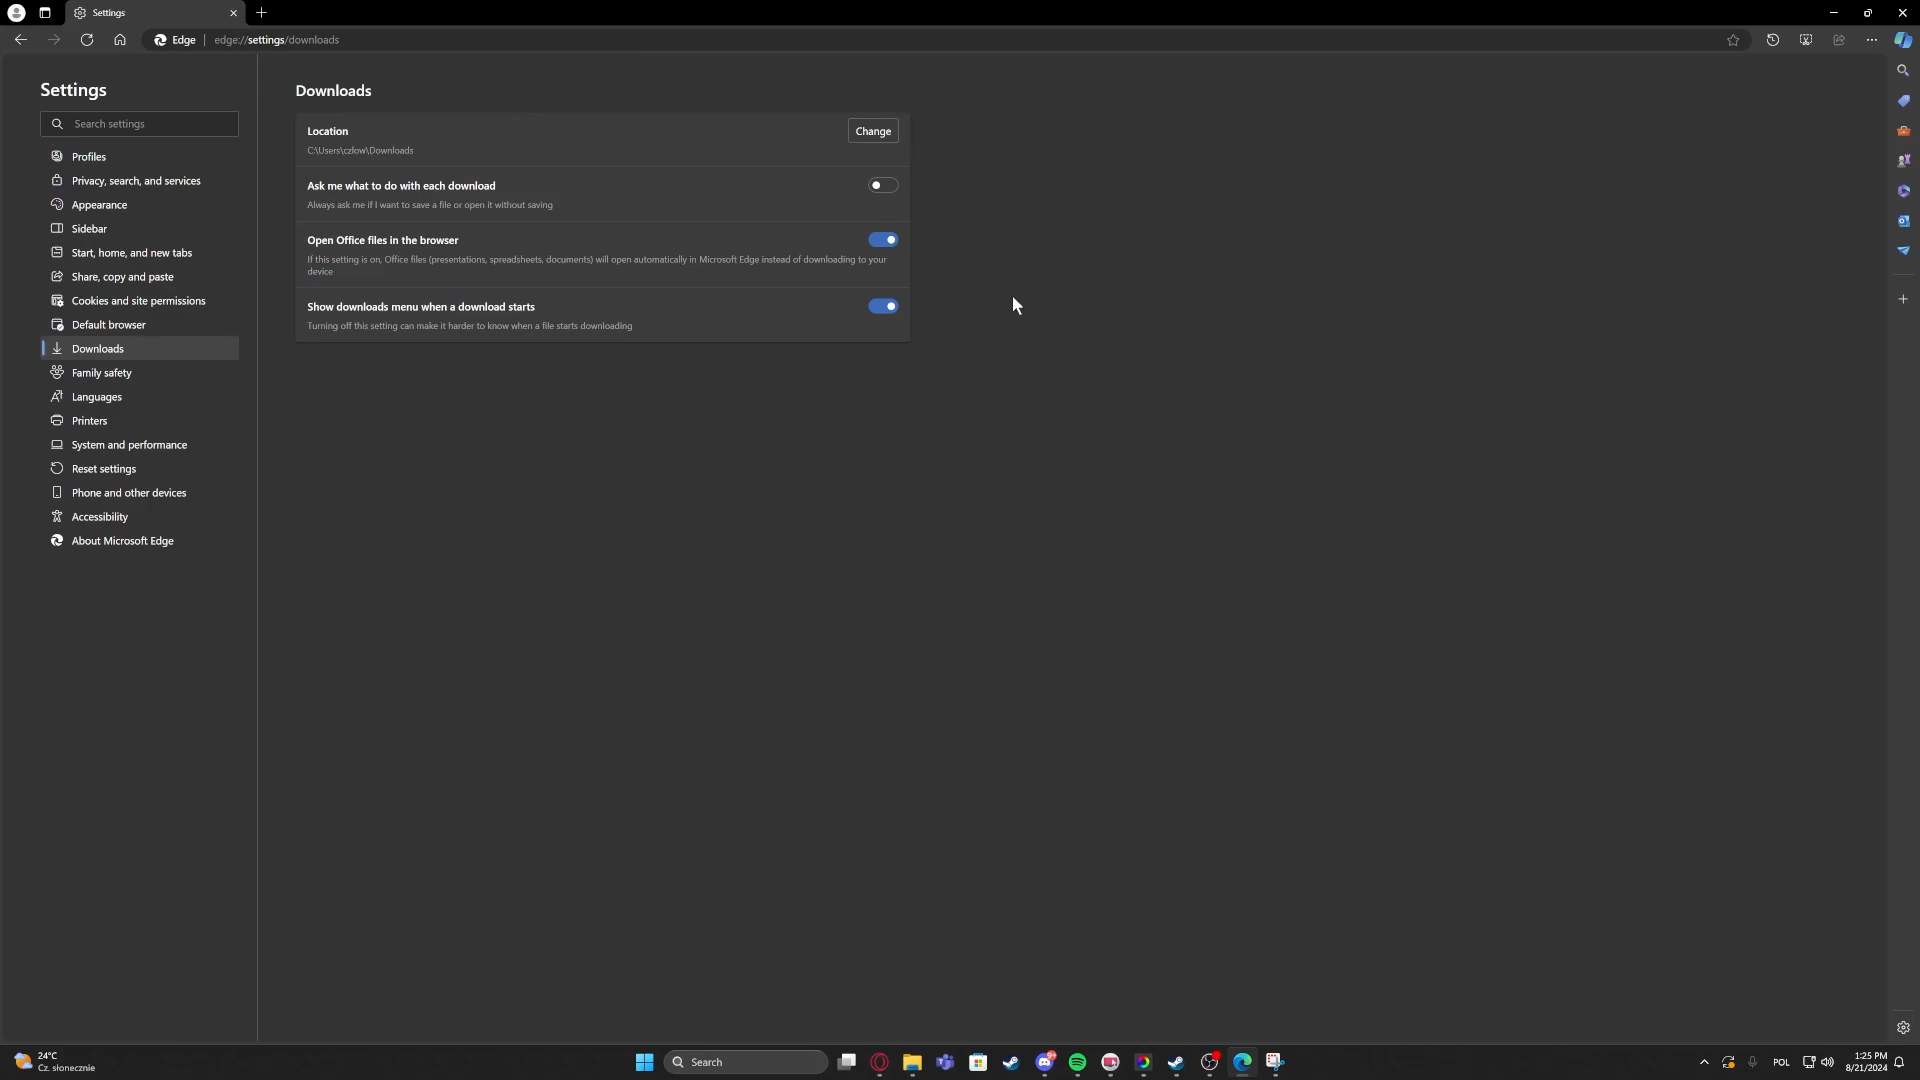 Settings
Edge
edge://settings/downloads
Settings
Search settings
Profiles
Privacy, search, and services
Appearance
Sidebar
Start, home, and new tabs
Share, copy and paste
Cookies and site permissions
Default browser
Downloads
Family safety
Languages
Printers
System and performance
Reset settings
Phone and other devices
Accessibility
About Microsoft Edge
Downloads
Location
Change
C:\Users\czlow\Downloads
Ask me what to do with each download
Always ask me if I want to save a file or open it without saving
Open Office files in the browser
If this setting is on, Office files (presentations, spreadsheets, documents) will open automatically in Microsoft Edge instead of downloading to your
device
Show downloads menu when a download starts
Turning off this setting can make it harder to know when a file starts downloading
24°C
Cz. słonecznie
Search
POL
1:25 PM
8/21/2024